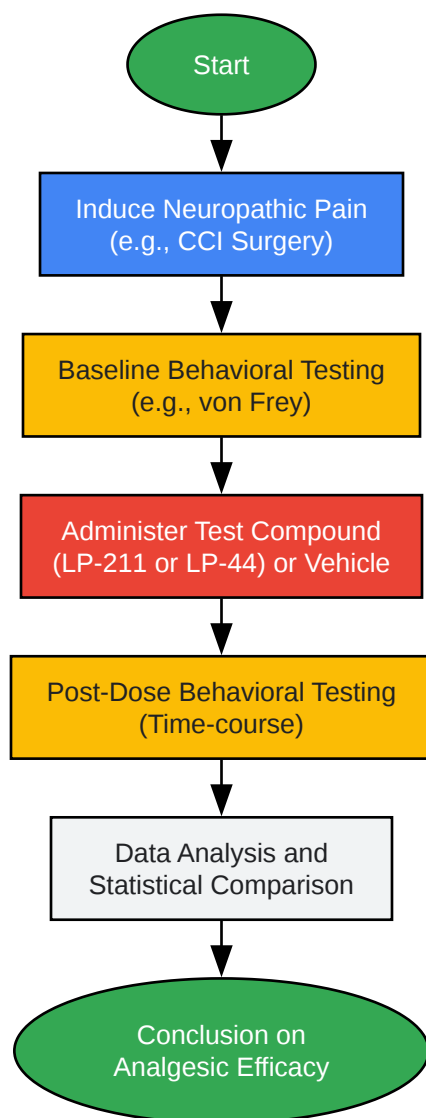 Start
Induce Neuropathic Pain
(e.g., CCI Surgery)
Baseline Behavioral Testing
(e.g., von Frey)
Administer Test Compound
(LP-211 or LP-44) or Vehicle
Post-Dose Behavioral Testing
(Time-course)
Data Analysis and
Statistical Comparison
Conclusion on
Analgesic Efficacy